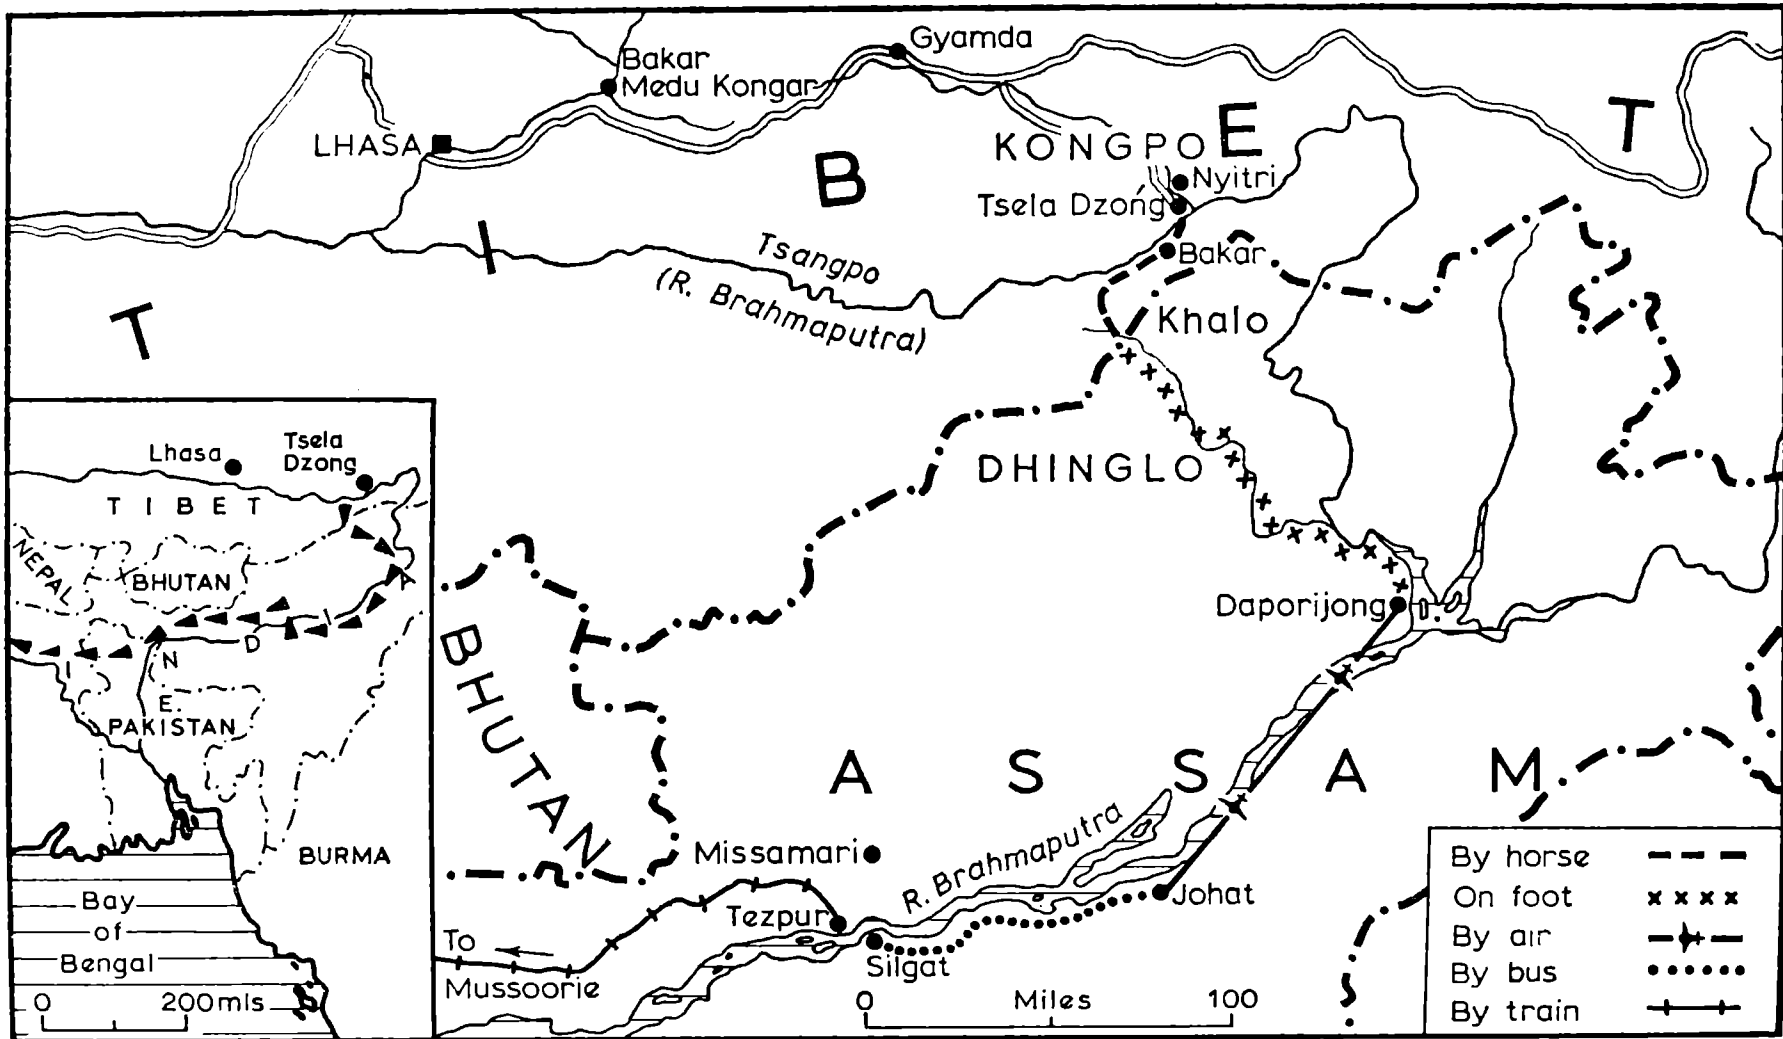 Gyamda
Bakar
Medu Kongar
LHASA
KONGPO
T I B E T
Nyitri
Tsela Dzong
Bakar
Tsangpo
(R. Brahmaputra)
Khalo
DHINGLO
Daporijong
BHUTAN
A S S A M
Missamari
R. Brahmaputra
Johat
Tezpur
Silgat
To
Mussoorie
0 Miles 100
Lhasa
Tsela
Dzong
T I B E T
NEPAL
BHUTAN
I N D I A
E.
PAKISTAN
BURMA
Bay
of
Bengal
0 200mls
By horse
On foot
By air
By bus
By train